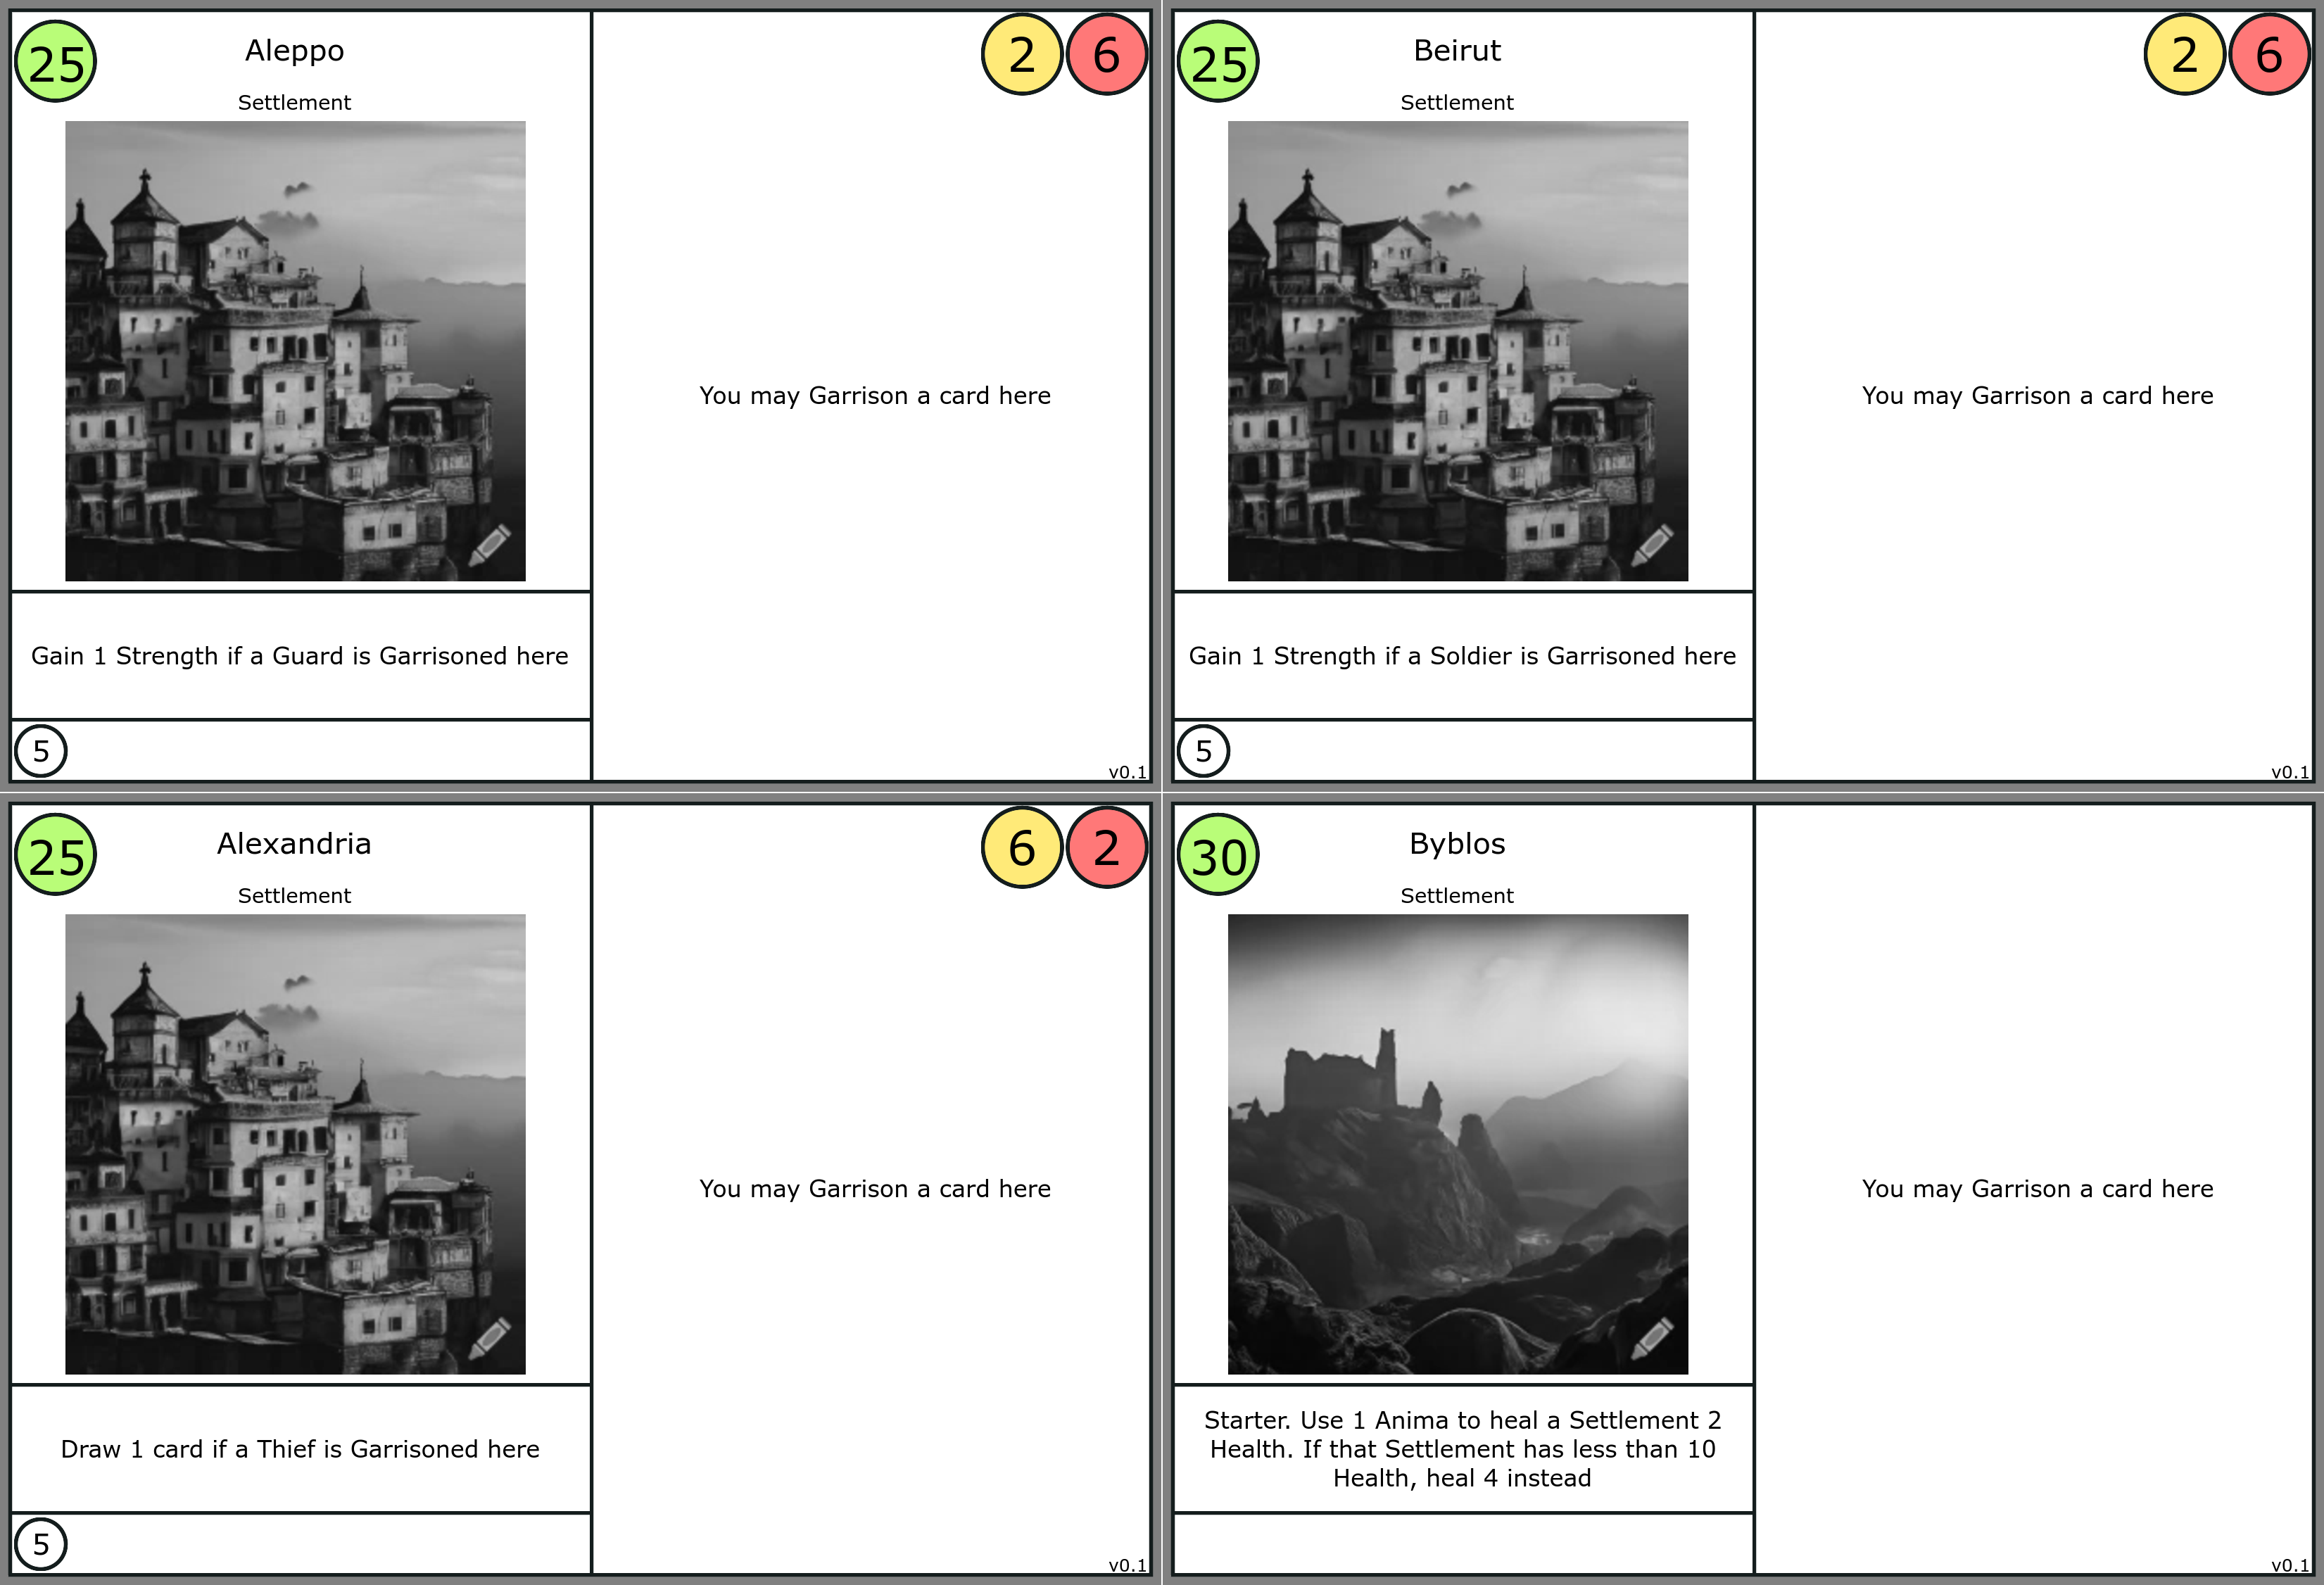 25
Aleppo
2 6
Settlement
You may Garrison a card here
Gain 1 Strength if a Guard is Garrisoned here
5
v0.1
25
Beirut
2 6
Settlement
You may Garrison a card here
Gain 1 Strength if a Soldier is Garrisoned here
5
v0.1
25
Alexandria
6 2
Settlement
You may Garrison a card here
Draw 1 card if a Thief is Garrisoned here
5
v0.1
30
Byblos
Settlement
You may Garrison a card here
Starter. Use 1 Anima to heal a Settlement 2
Health. If that Settlement has less than 10
Health, heal 4 instead
v0.1